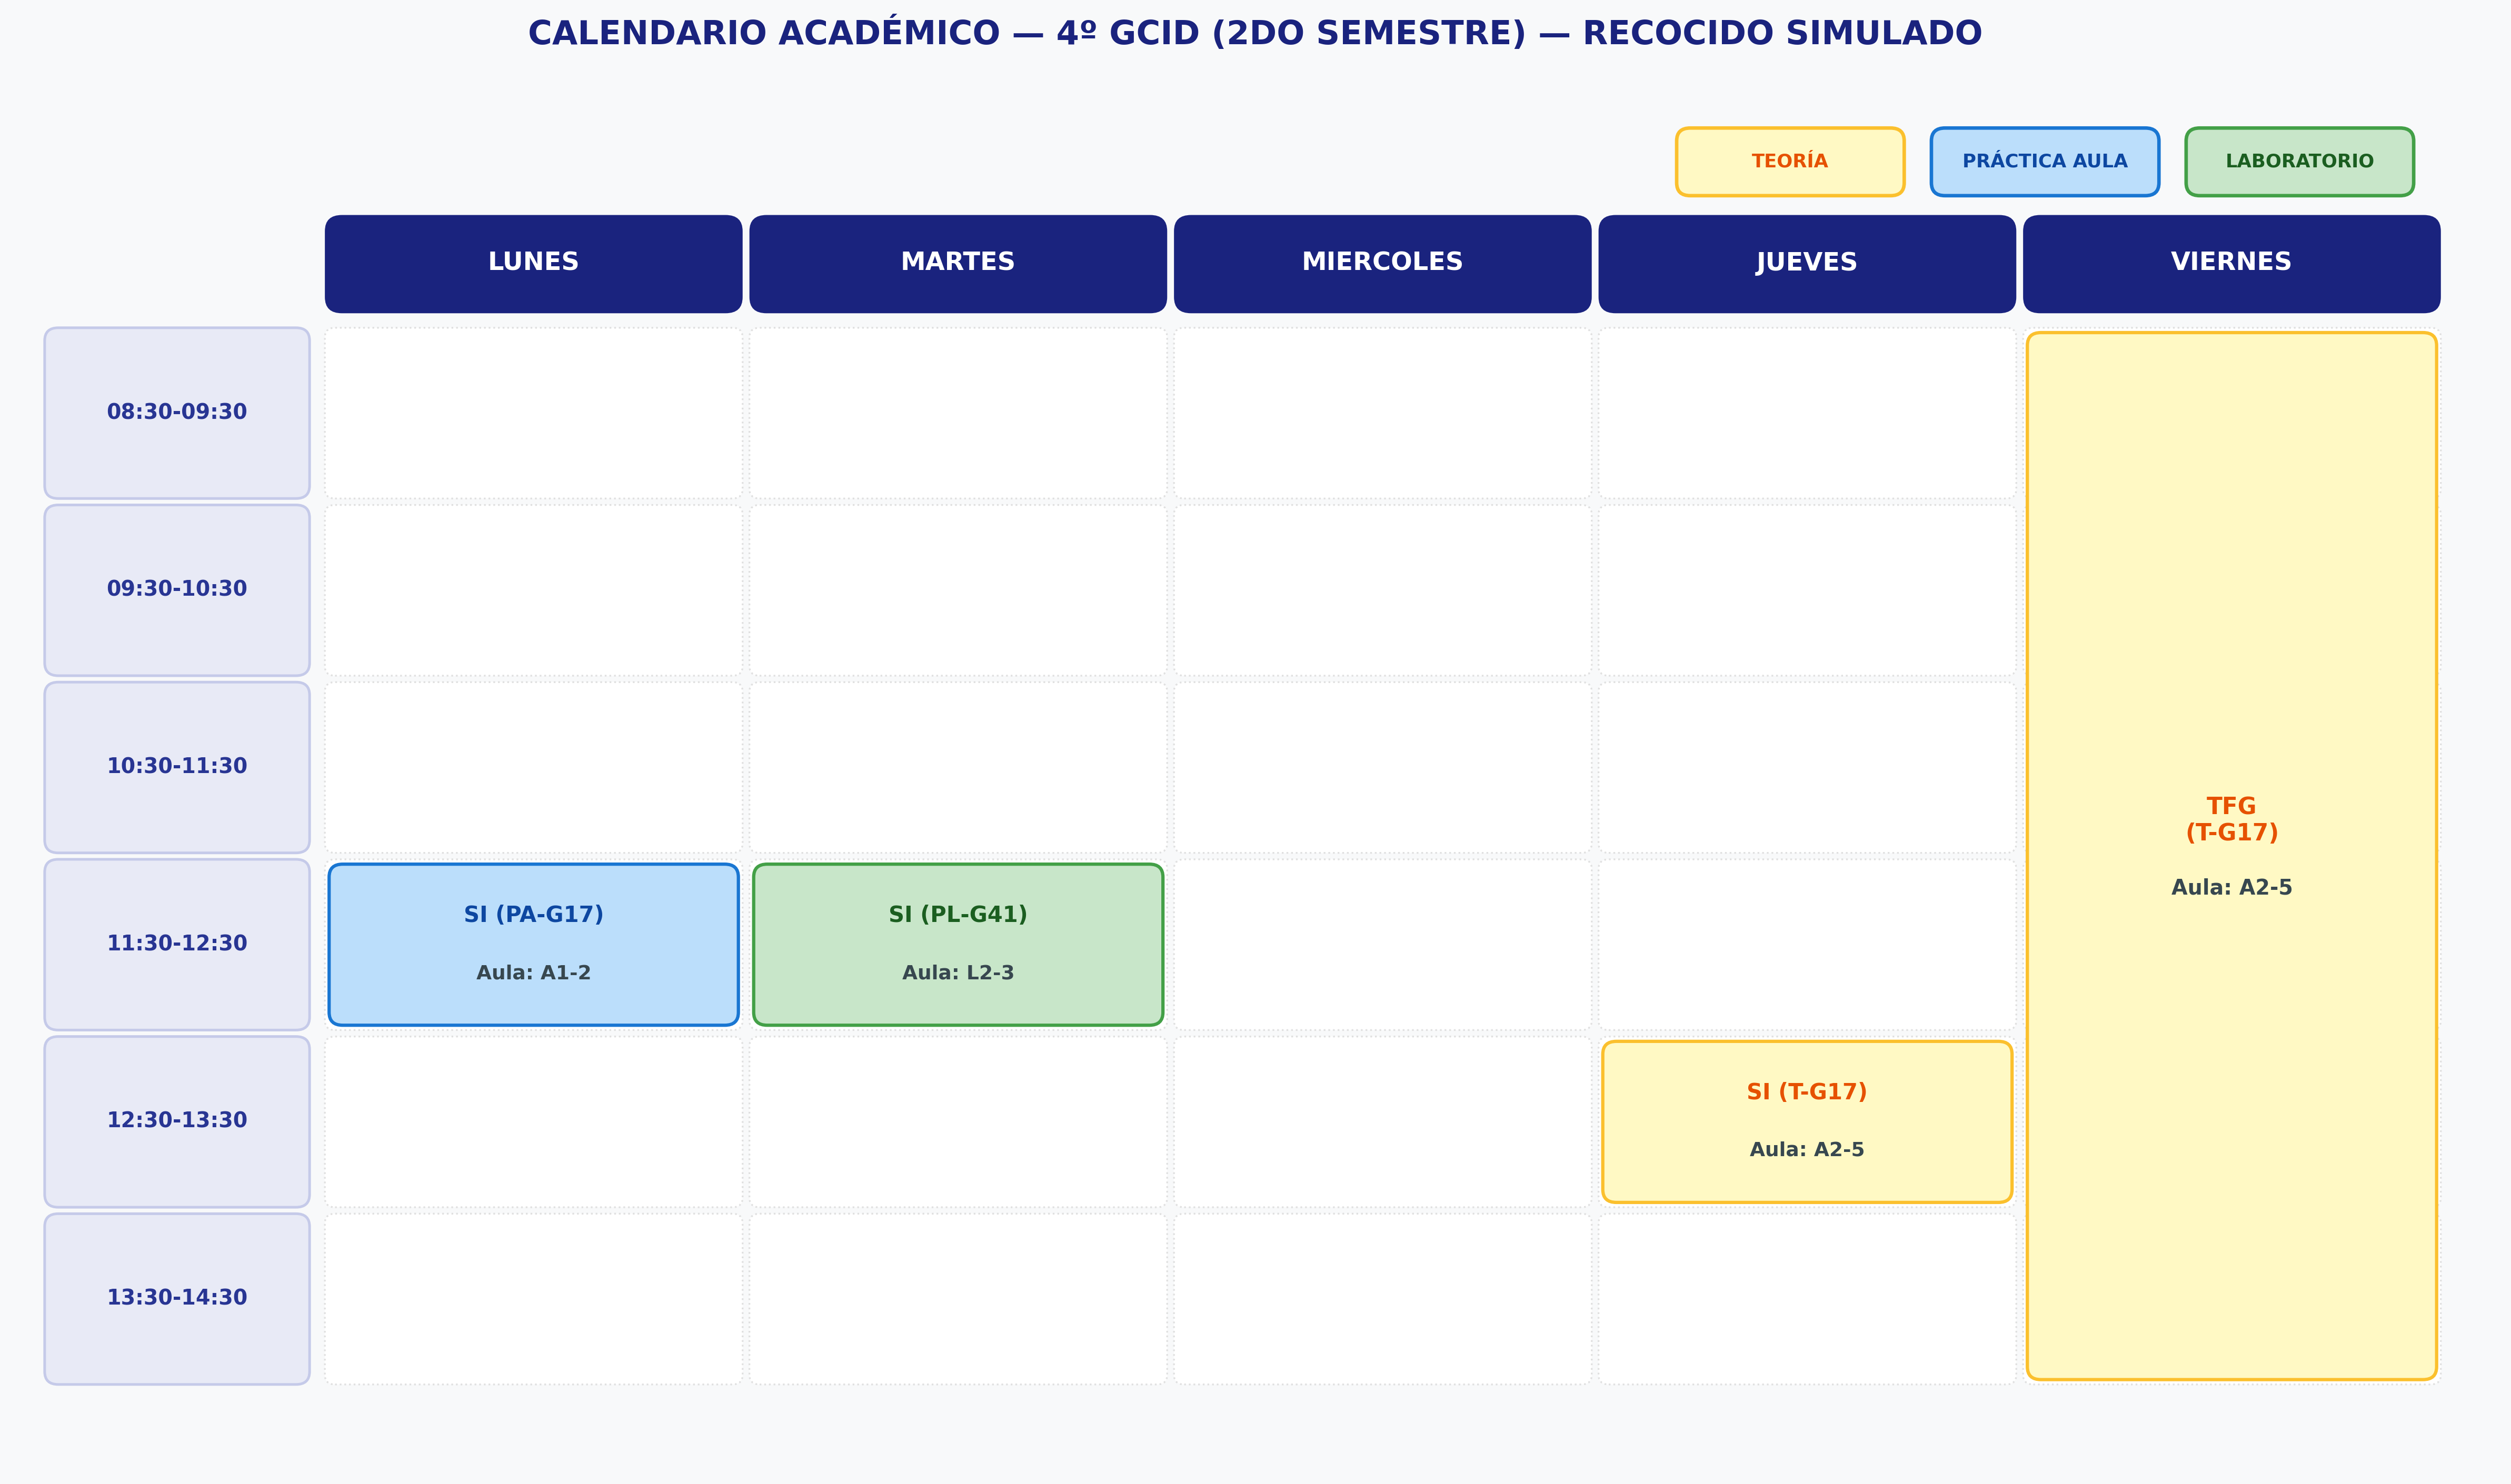 CALENDARIO ACADÉMICO — 4º GCID (2DO SEMESTRE) — RECOCIDO SIMULADO
TEORÍA
PRÁCTICA AULA
LABORATORIO
LUNES
MARTES
MIERCOLES
JUEVES
VIERNES
08:30-09:30
09:30-10:30
10:30-11:30
TFG
(T-G17)
Aula: A2-5
11:30-12:30
SI (PA-G17)
Aula: A1-2
SI (PL-G41)
Aula: L2-3
12:30-13:30
SI (T-G17)
Aula: A2-5
13:30-14:30